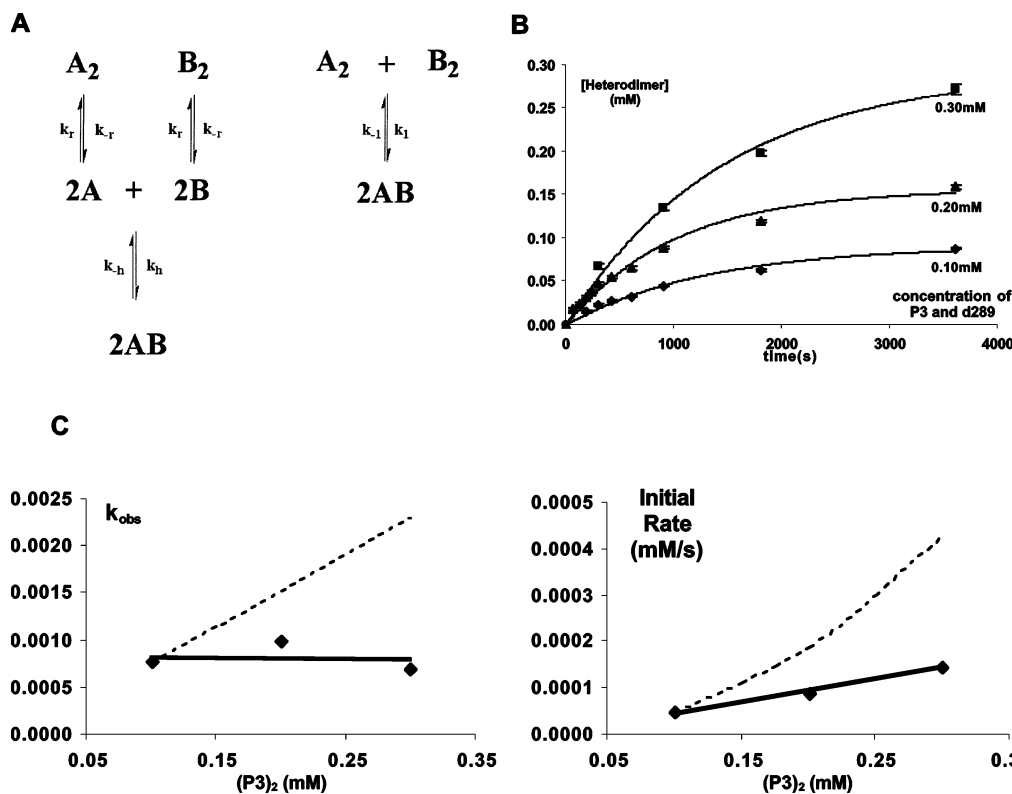 A
A2 B2
kr k-r kr k-r
2A + 2B
k-h kh
2AB
A2 + B2
k-1 k1
2AB
B
0.30
0.25
0.20
0.15
0.10
0.05
0.00
[Heterodimer]
(mM)
0.30mM
0.20mM
0.10mM
concentration of
P3 and d289
0 1000 2000 3000 4000
time(s)
C
0.0025
0.0020
0.0015
0.0010
0.0005
0.0000
kobs
0.05 0.15 0.25 0.35
(P3)2 (mM)
0.0005
0.0004
0.0003
0.0002
0.0001
0.0000
Initial
Rate
(mM/s)
0.05 0.15 0.25 0.3
(P3)2 (mM)